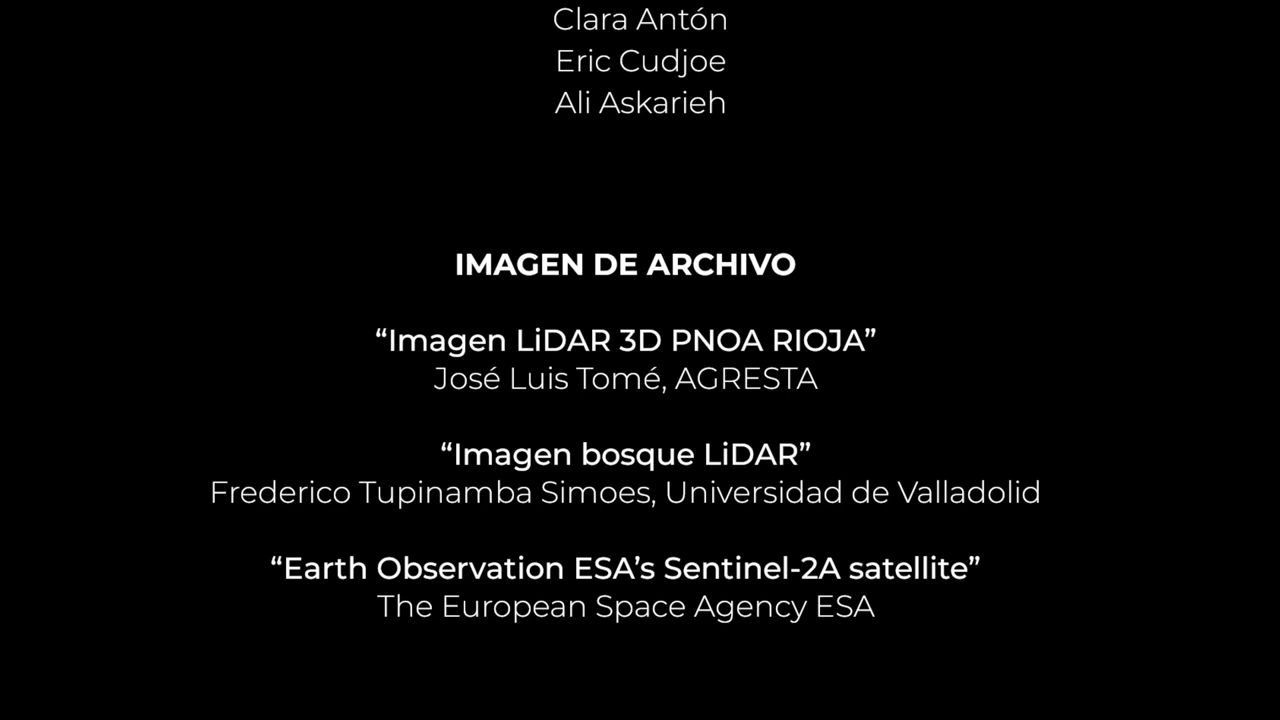 Clara Antón
Eric Cudjoe
Ali Askarieh
IMAGEN DE ARCHIVO
“Imagen LiDAR 3D PNOA RIOJA”
José Luis Tomé, AGRESTA
“Imagen bosque LiDAR”
Frederico Tupinamba Simoes, Universidad de Valladolid
“Earth Observation ESA’s Sentinel-2A satellite”
The European Space Agency ESA